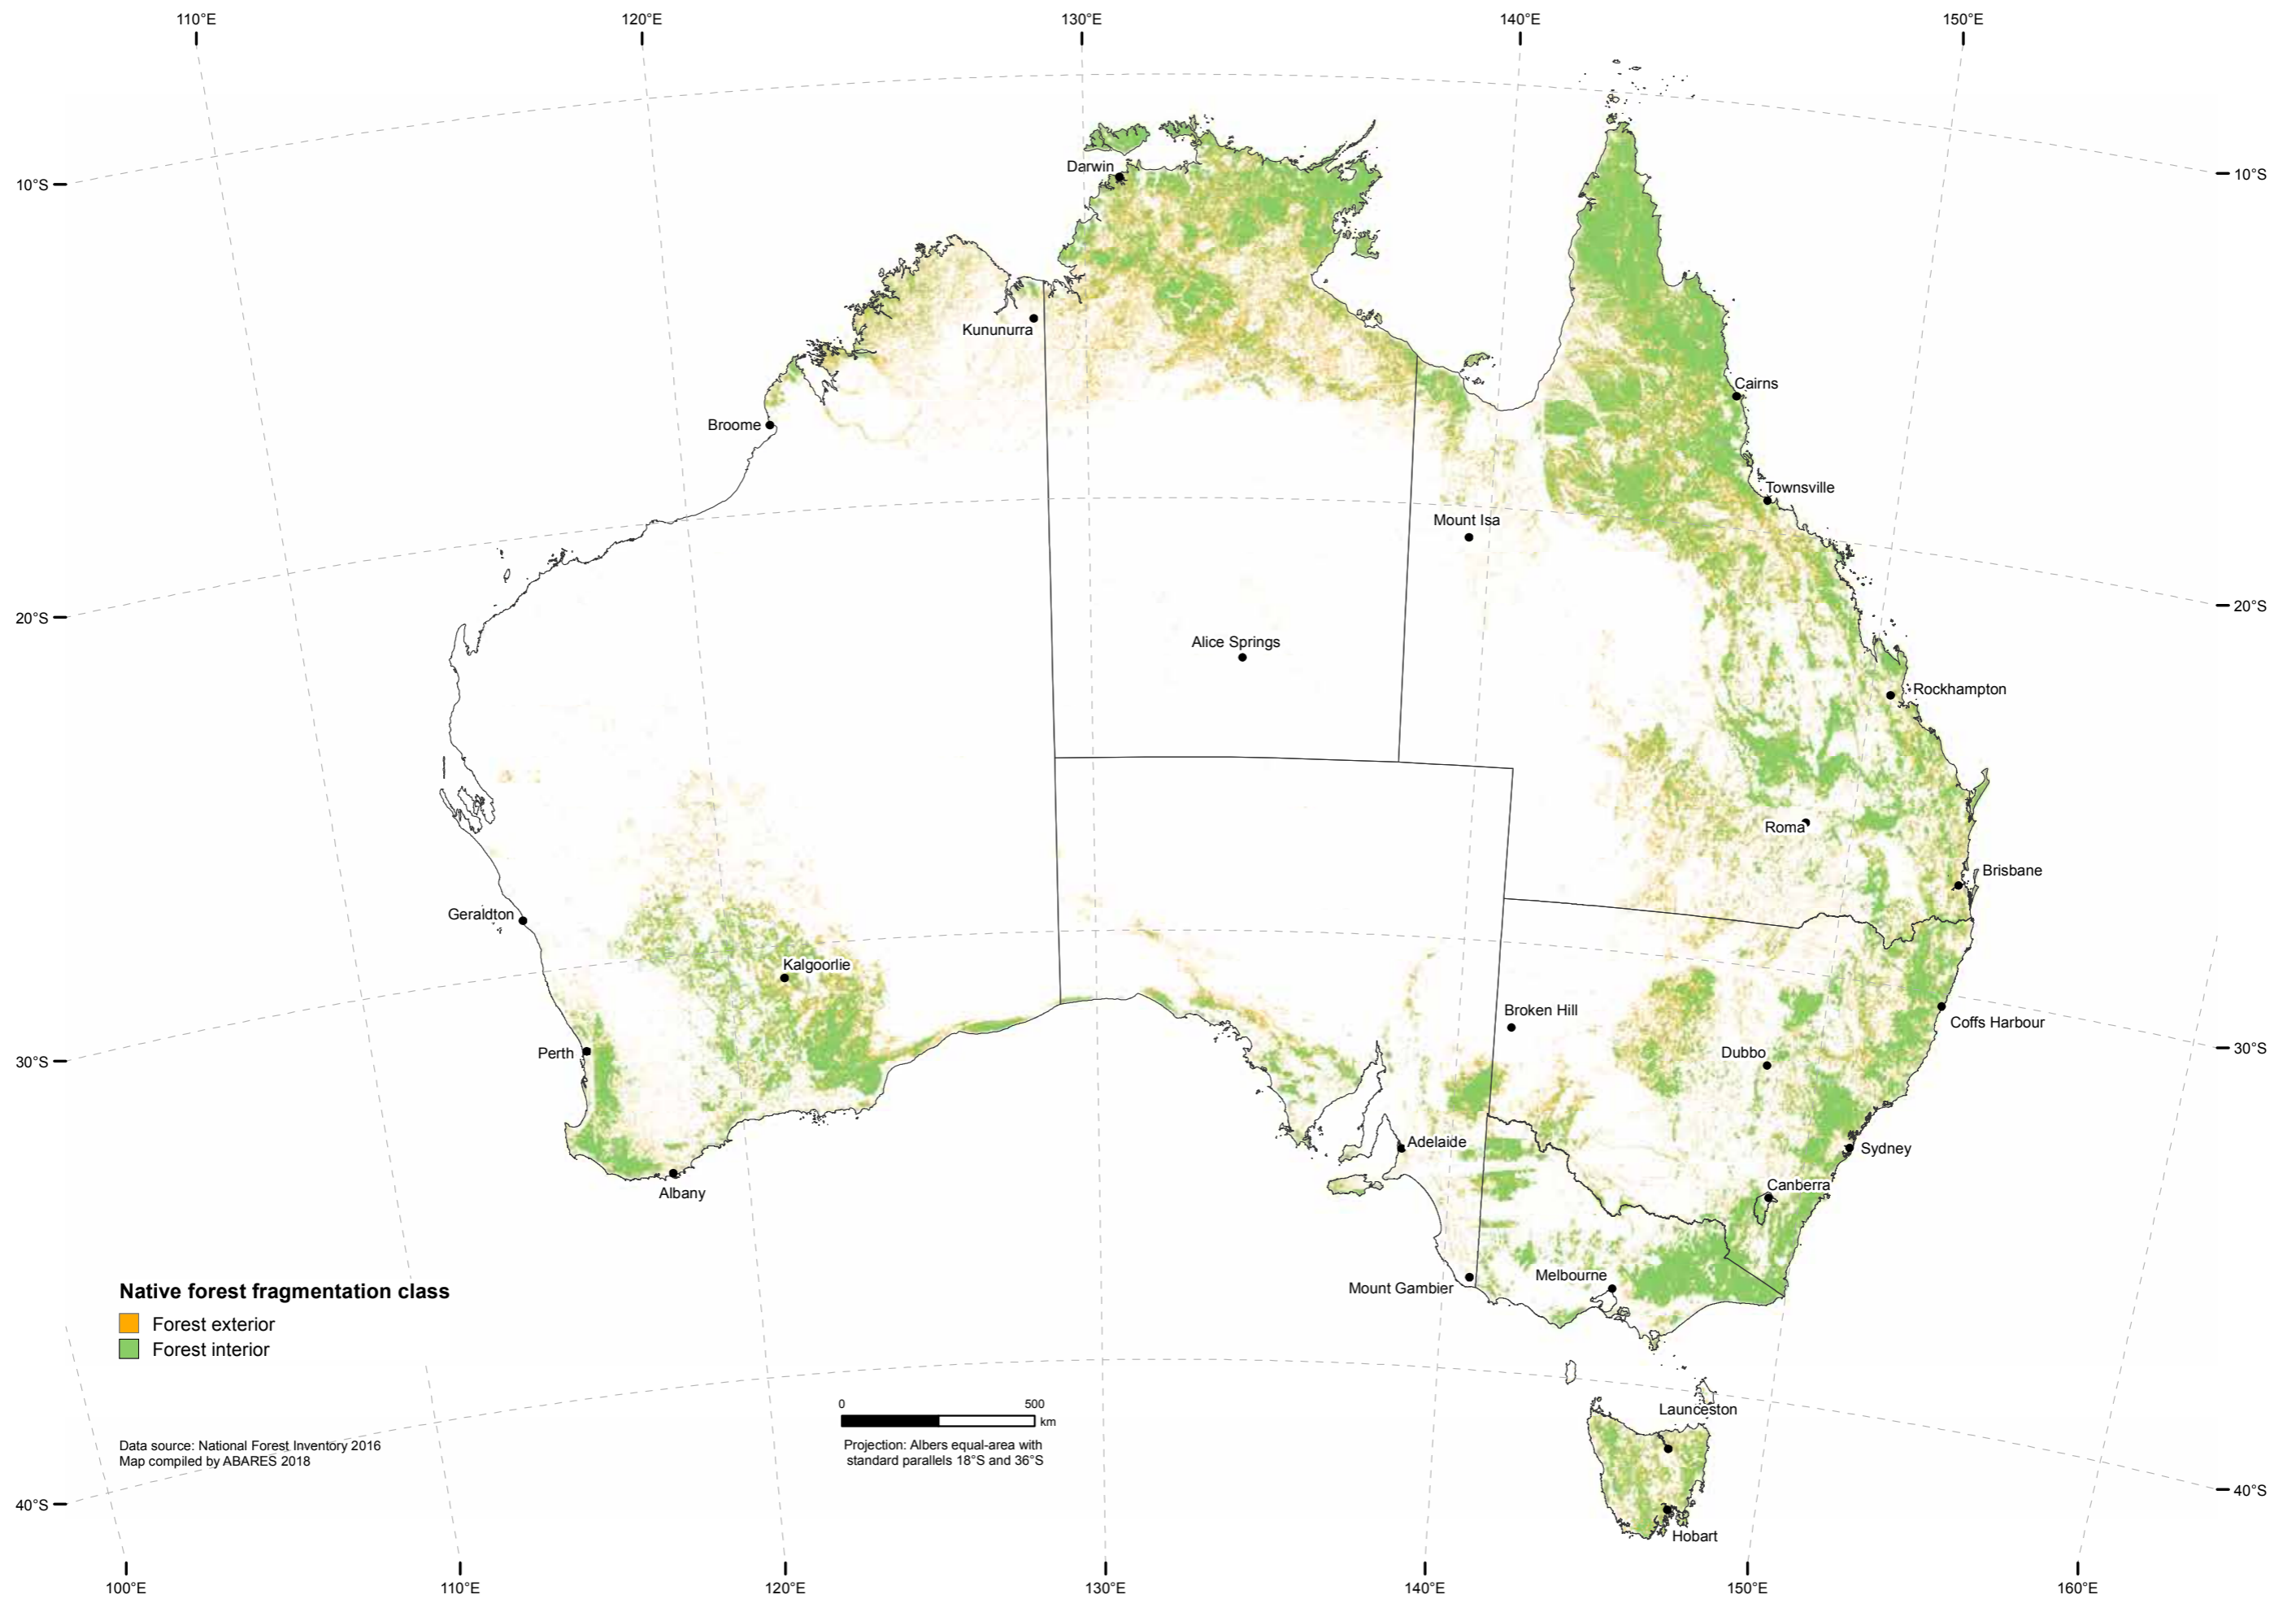 110°E
120°E
130°E
140°E
150°E
Darwin
10°S
10°S
Kununurra
Cairns
Broome
Townsville
Mount Isa
20°S
20°S
Alice Springs
Rockhampton
Roma
Brisbane
Geraldton
Kalgoorlie
Broken Hill
Coffs Harbour
Perth
Dubbo
30°S
30°S
Adelaide
Sydney
Albany
Canberra
Melbourne
Mount Gambier
Native forest fragmentation class
Forest exterior
Forest interior
Launceston
0
500
km
Projection: Albers equal-area with
standard parallels 18°S and 36°S
Data source: National Forest Inventory 2016
Map compiled by ABARES 2018
40°S
40°S
Hobart
100°E
110°E
120°E
130°E
140°E
150°E
160°E